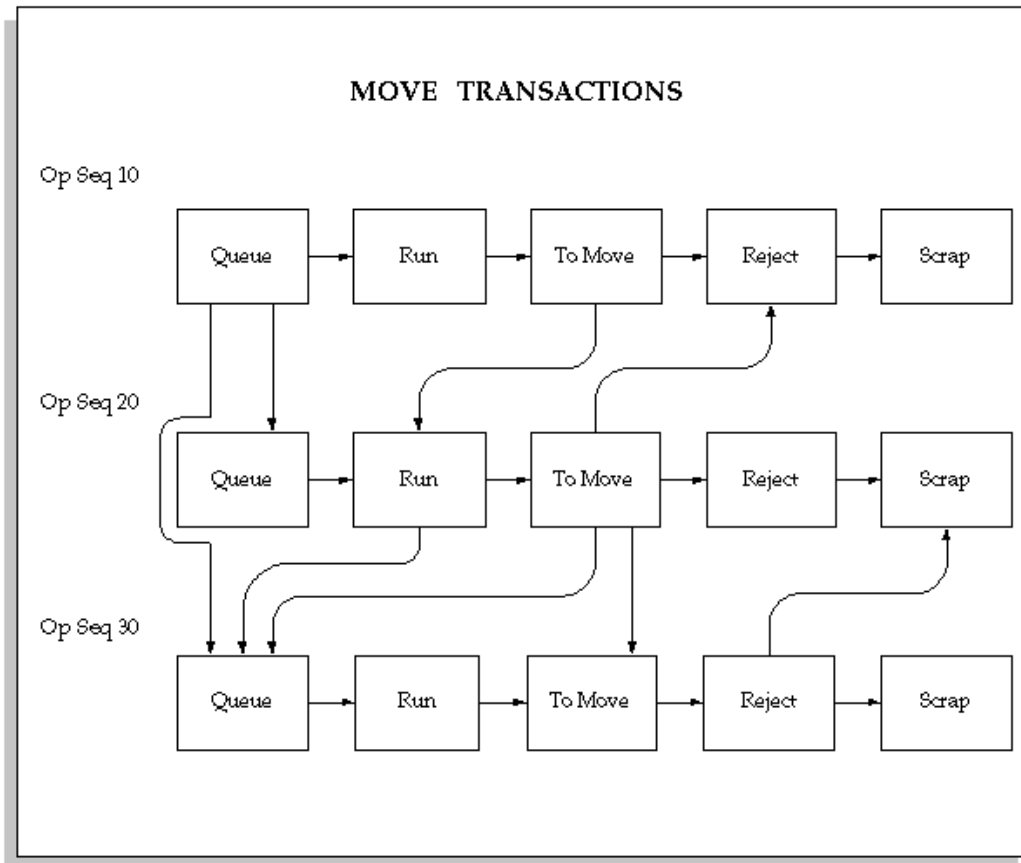 MOVE TRANSACTIONS
Op Seq 10
Queue
Run
To Move
Reject
Scrap
Op Seq 20
Queue
Run
To Move
Reject
Scrap
Op Seq 30
Queue
Run
To Move
Reject
Scrap